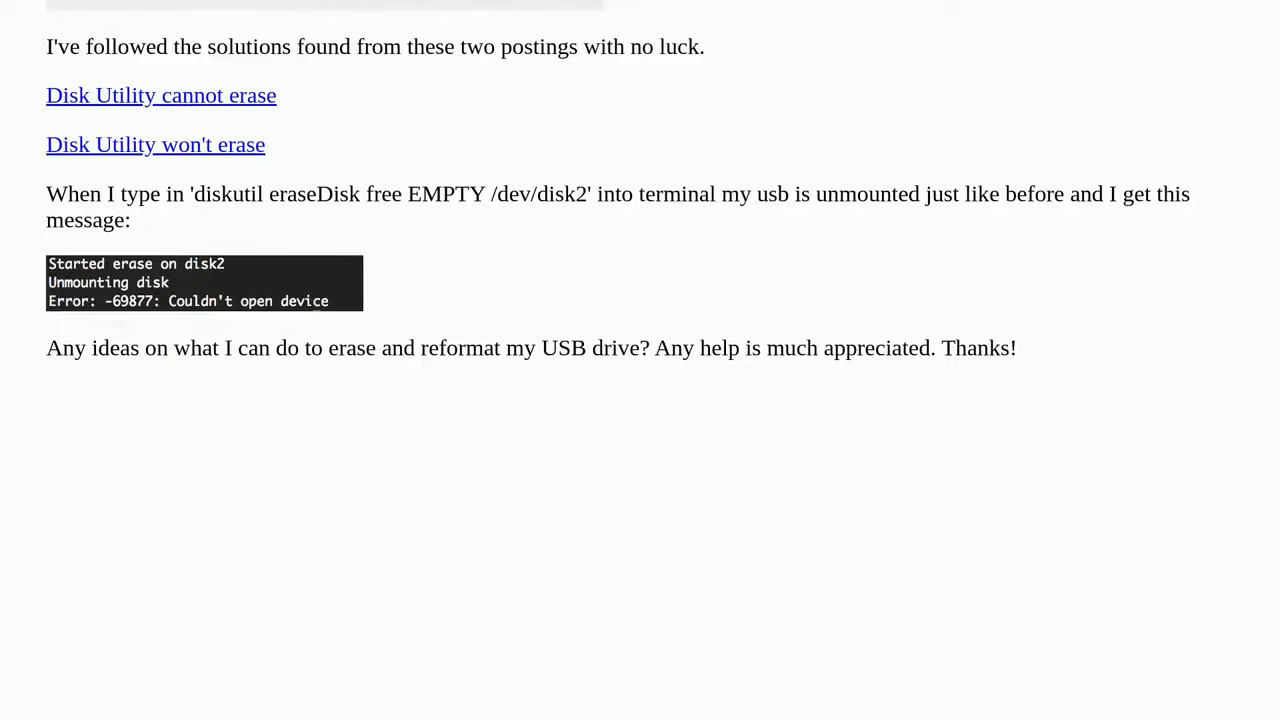 I've followed the solutions found from these two postings with no luck.
Disk Utility cannot erase
Disk Utility won't erase
When I type in 'diskutil eraseDisk free EMPTY /dev/disk2' into terminal my usb is unmounted just like before and I get this
message:
Started erase on disk2
Unmounting disk
Error: -69877: Couldn't open device
Any ideas on what I can do to erase and reformat my USB drive? Any help is much appreciated. Thanks!